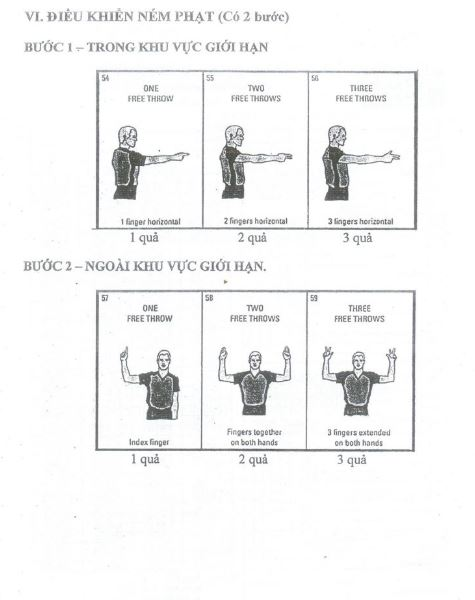 VI. ĐIỀU KHIỂN NÉM PHẠT (Có 2 bước)
BƯỚC 1 – TRONG KHU VỰC GIỚI HẠN
54 55 56
ONE TWO THREE
FREE THROW FREE THROWS FREE THROWS
1 finger horizontal 2 fingers horizontal 3 fingers horizontal
1 quả 2 quả 3 quả
BƯỚC 2 – NGOÀI KHU VỰC GIỚI HẠN.
57 58 59
ONE TWO THREE
FREE THROW FREE THROWS FREE THROWS
Index finger Fingers together on both hands 3 fingers extended on both hands
1 quả 2 quả 3 quả